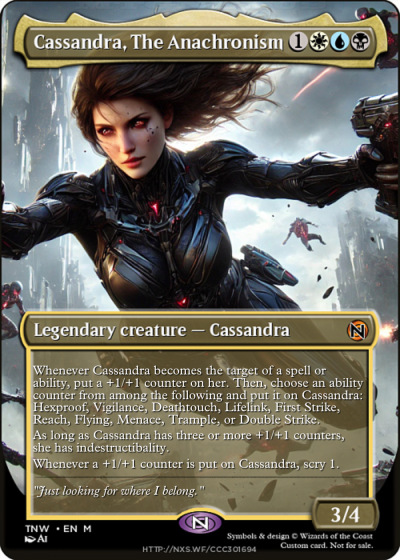 Cassandra, The Anachronism 1
Legendary creature — Cassandra
Whenever Cassandra becomes the target of a spell or
ability, put a +1/+1 counter on her. Then, choose an ability
counter from among the following and put it on Cassandra:
Hexproof, Vigilance, Deathtouch, Lifelink, First Strike,
Reach, Flying, Menace, Trample, or Double Strike.
As long as Cassandra has three or more +1/+1 counters,
she has indestructibality.
Whenever a +1/+1 counter is put on Cassandra, scry 1.
"Just looking for where I belong."
3/4
TNW • EN M
AI
N
Symbols & design © Wizards of the Coast
Custom card. Not for sale.
HTTP://NXS.WF/CCC301694